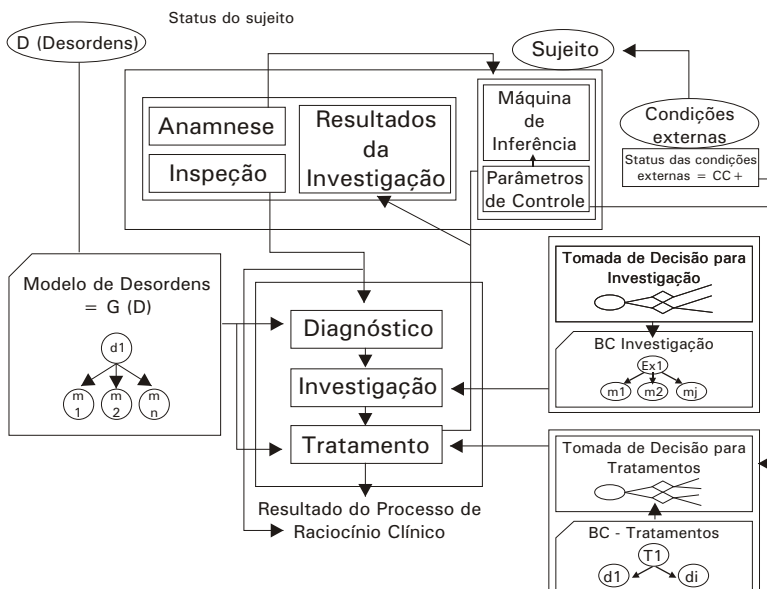 Status do sujeito
D (Desordens)
Sujeito
Condições
externas
Status das condições
externas = CC+
Anamnese
Inspeção
Resultados
da
Investigação
Máquina
de
Inferência
Parâmetros
de Controle
Modelo de Desordens
= G (D)
d1
m
1
m
2
m
n
Diagnóstico
Investigação
Tratamento
Resultado do Processo de
Raciocínio Clínico
Tomada de Decisão para
Investigação
BC Investigação
Ex1
m1
m2
mj
Tomada de Decisão para
Tratamentos
BC - Tratamentos
T1
d1
di